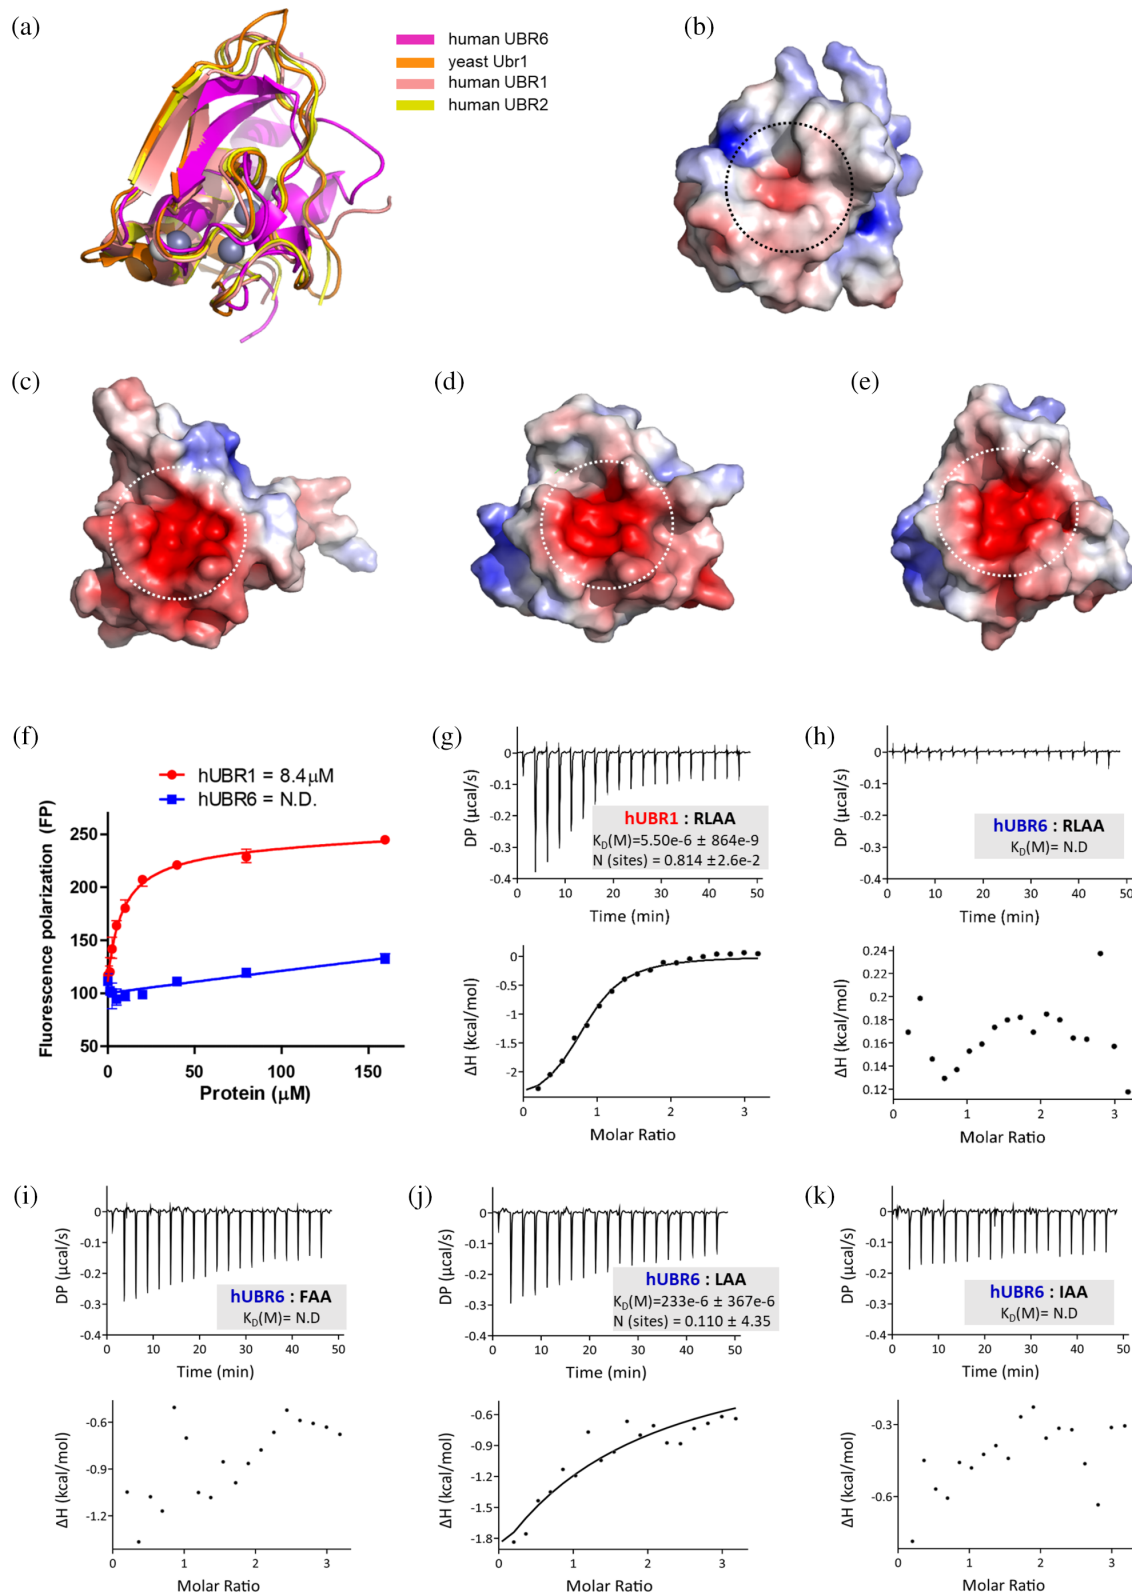 (a)
human UBR6
yeast Ubr1
human UBR1
human UBR2
(b)
(c)
(d)
(e)
(f)
hUBR1 = 8.4μM
hUBR6 = N.D.
Fluorescence polarization (FP)
250
200
150
100
50
0
50
100
150
Protein (μM)
(g)
DP (μcal/s)
0
-0.1
-0.2
-0.3
-0.4
hUBR1 : RLAA
K_D(M)=5.50e-6 ± 864e-9
N (sites) = 0.814 ±2.6e-2
0 10 20 30 40 50
Time (min)
ΔH (kcal/mol)
0
-1
-2
0 1 2 3
Molar Ratio
(h)
DP (μcal/s)
0
-0.1
-0.2
-0.3
-0.4
hUBR6 : RLAA
K_D(M)= N.D
0 10 20 30 40 50
Time (min)
ΔH (kcal/mol)
0.24
0.2
0.18
0.16
0.14
0.12
0 1 2 3
Molar Ratio
(i)
DP (μcal/s)
0
-0.1
-0.2
-0.3
-0.4
hUBR6 : FAA
K_D(M)= N.D
0 10 20 30 40 50
Time (min)
ΔH (kcal/mol)
-0.6
-0.9
-1.2
0 1 2 3
Molar Ratio
(j)
DP (μcal/s)
0
-0.1
-0.2
-0.3
-0.4
hUBR6 : LAA
K_D(M)=233e-6 ± 367e-6
N (sites) = 0.110 ± 4.35
0 10 20 30 40 50
Time (min)
ΔH (kcal/mol)
-0.6
-0.9
-1.2
-1.5
-1.8
0 1 2 3
Molar Ratio
(k)
DP (μcal/s)
0
-0.1
-0.2
-0.3
-0.4
hUBR6 : IAA
K_D(M)= N.D
0 10 20 30 40 50
Time (min)
ΔH (kcal/mol)
-0.3
-0.6
0 1 2 3
Molar Ratio